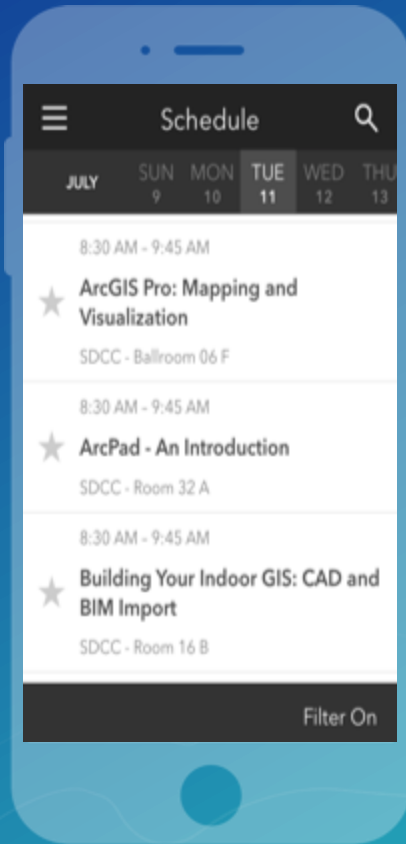 Schedule
JULY SUN MON TUE WED THU
9 10 11 12 13
8:30 AM - 9:45 AM
ArcGIS Pro: Mapping and
Visualization
SDCC - Ballroom 06 F
8:30 AM - 9:45 AM
ArcPad - An Introduction
SDCC - Room 32 A
8:30 AM - 9:45 AM
Building Your Indoor GIS: CAD and
BIM Import
SDCC - Room 16 B
Filter On